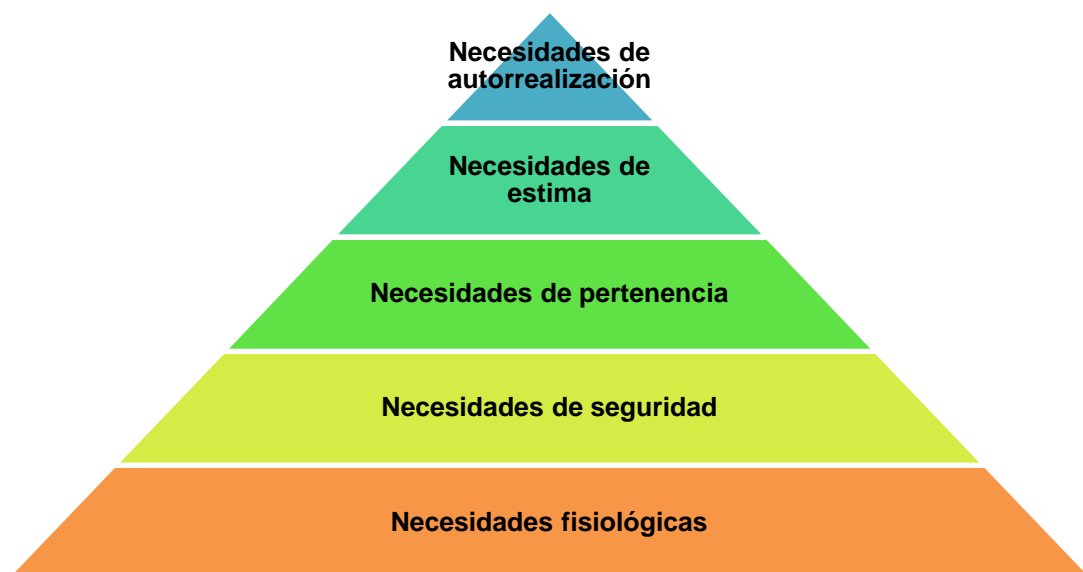 Necesidades de
autorrealización
Necesidades de
estima
Necesidades de pertenencia
Necesidades de seguridad
Necesidades fisiológicas